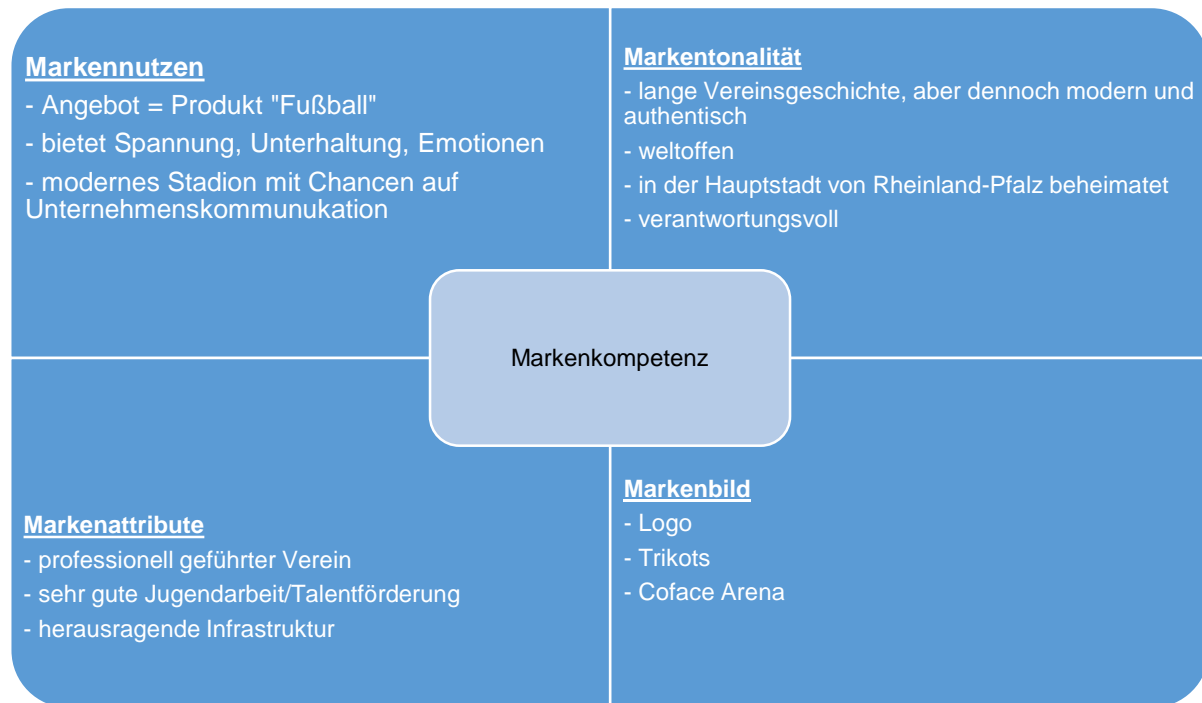 Markennutzen
- Angebot = Produkt "Fußball"
- bietet Spannung, Unterhaltung, Emotionen
- modernes Stadion mit Chancen auf
Unternehmenskommunukation
Markentonalität
- lange Vereinsgeschichte, aber dennoch modern und
authentisch
- weltoffen
- in der Hauptstadt von Rheinland-Pfalz beheimatet
- verantwortungsvoll
Markenkompetenz
Markenattribute
- professionell geführter Verein
- sehr gute Jugendarbeit/Talentförderung
- herausragende Infrastruktur
Markenbild
- Logo
- Trikots
- Coface Arena